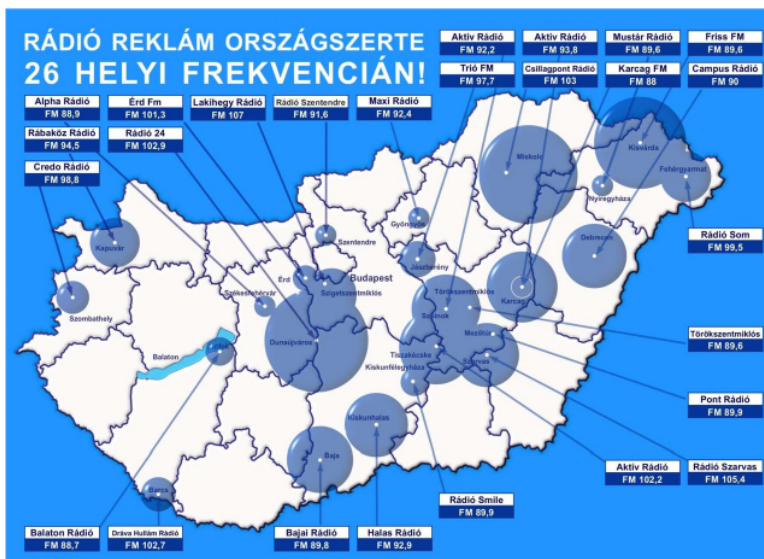 RÁDIÓ REKLÁM ORSZÁGSZERTE
26 HELYI FREKVENCIÁN!
Aktiv Rádió
FM 92,2
Aktiv Rádió
FM 93,8
Mustár Rádió
FM 89,6
Friss FM
FM 89,6
Trió FM
FM 97,7
Csillagpont Rádió
FM 103
Karcag FM
FM 88
Campus Rádió
FM 90
Alpha Rádió
FM 88,9
Érd Fm
FM 101,3
Lakihegy Rádió
FM 107
Rádió Szentendre
FM 91,6
Maxi Rádió
FM 92,4
Rábaköz Rádió
FM 94,5
Rádió 24
FM 102,9
Credo Rádió
FM 98,8
Kisvárda
Miskolc
Fehérgyarmat
Nyíregyháza
Gyöngyös
Rádió Som
FM 99,5
Kapuvár
Szentendre
Debrecen
Jászberény
Érd
Budapest
Szigetszentmiklós
Székesfehérvár
Törökszentmiklós
Karcag
Szombathely
Szolnok
Törökszentmiklós
FM 89,6
Dunaújváros
Mezőtúr
Balaton
Tiszakécske
Szarvas
Kiskunfélegyháza
Pont Rádió
FM 89,9
Kiskunhalas
Baja
Aktiv Rádió
FM 102,2
Rádió Szarvas
FM 105,4
Barcs
Rádió Smile
FM 89,9
Balaton Rádió
FM 88,7
Dráva Hullám Rádió
FM 102,7
Bajai Rádió
FM 89,8
Halas Rádió
FM 92,9